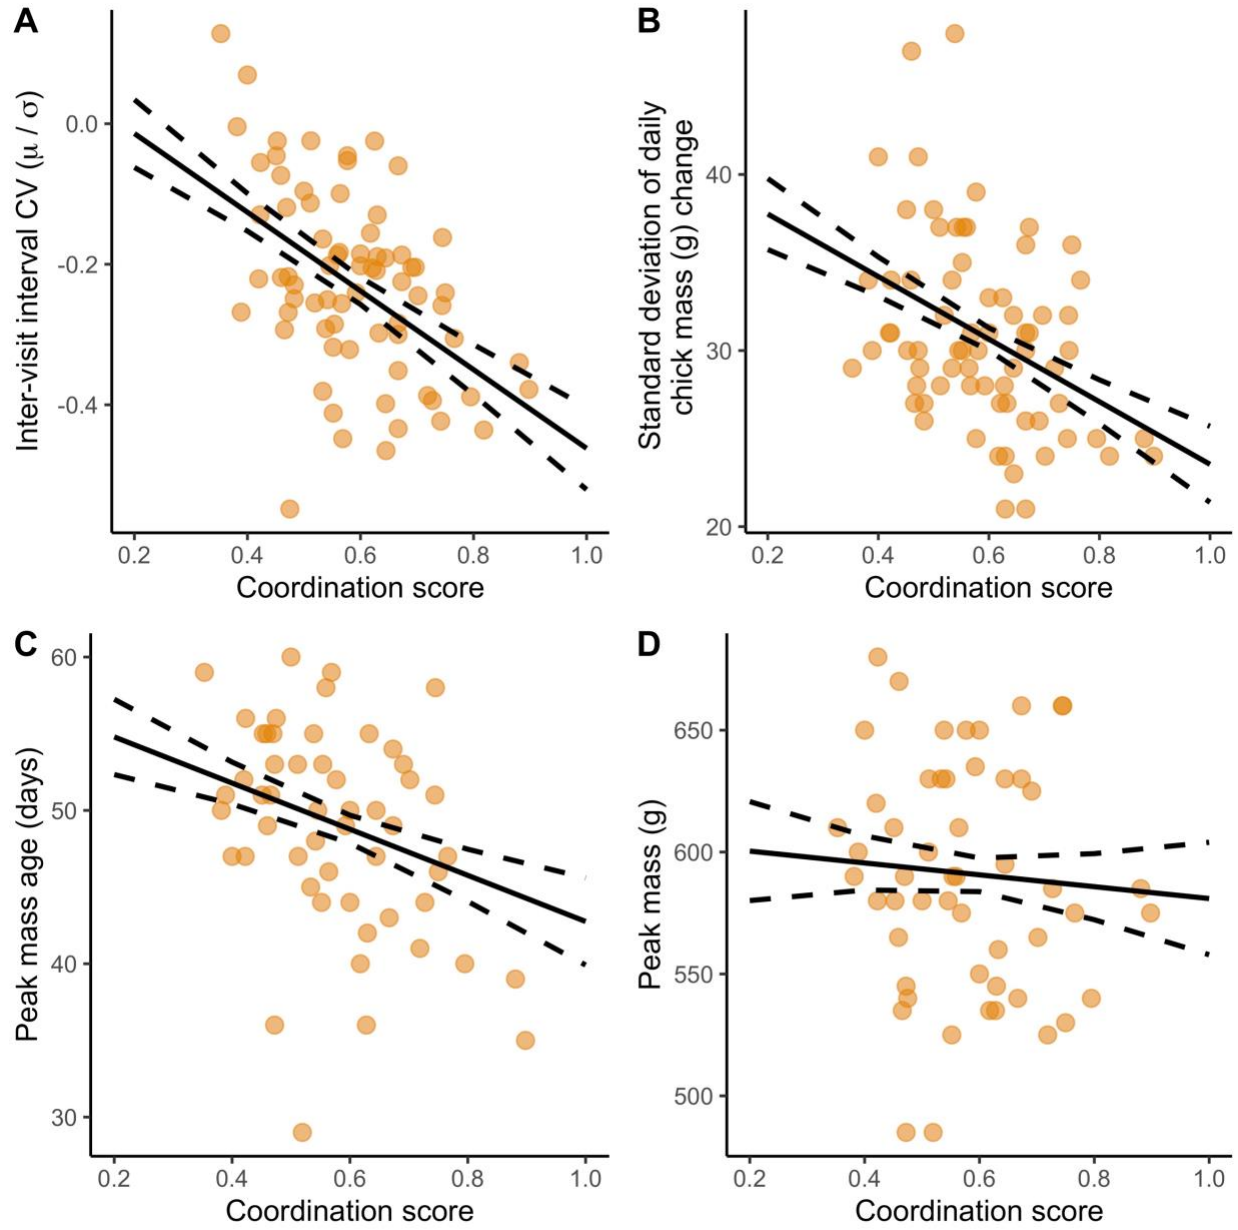 A
Inter-visit interval CV (μ / σ)
0.0
-0.2
-0.4
0.2 0.4 0.6 0.8 1.0
Coordination score
B
Standard deviation of daily
chick mass (g) change
40
30
20
0.2 0.4 0.6 0.8 1.0
Coordination score
C
Peak mass age (days)
60
50
40
30
0.2 0.4 0.6 0.8 1.0
Coordination score
D
Peak mass (g)
650
600
550
500
0.2 0.4 0.6 0.8 1.0
Coordination score